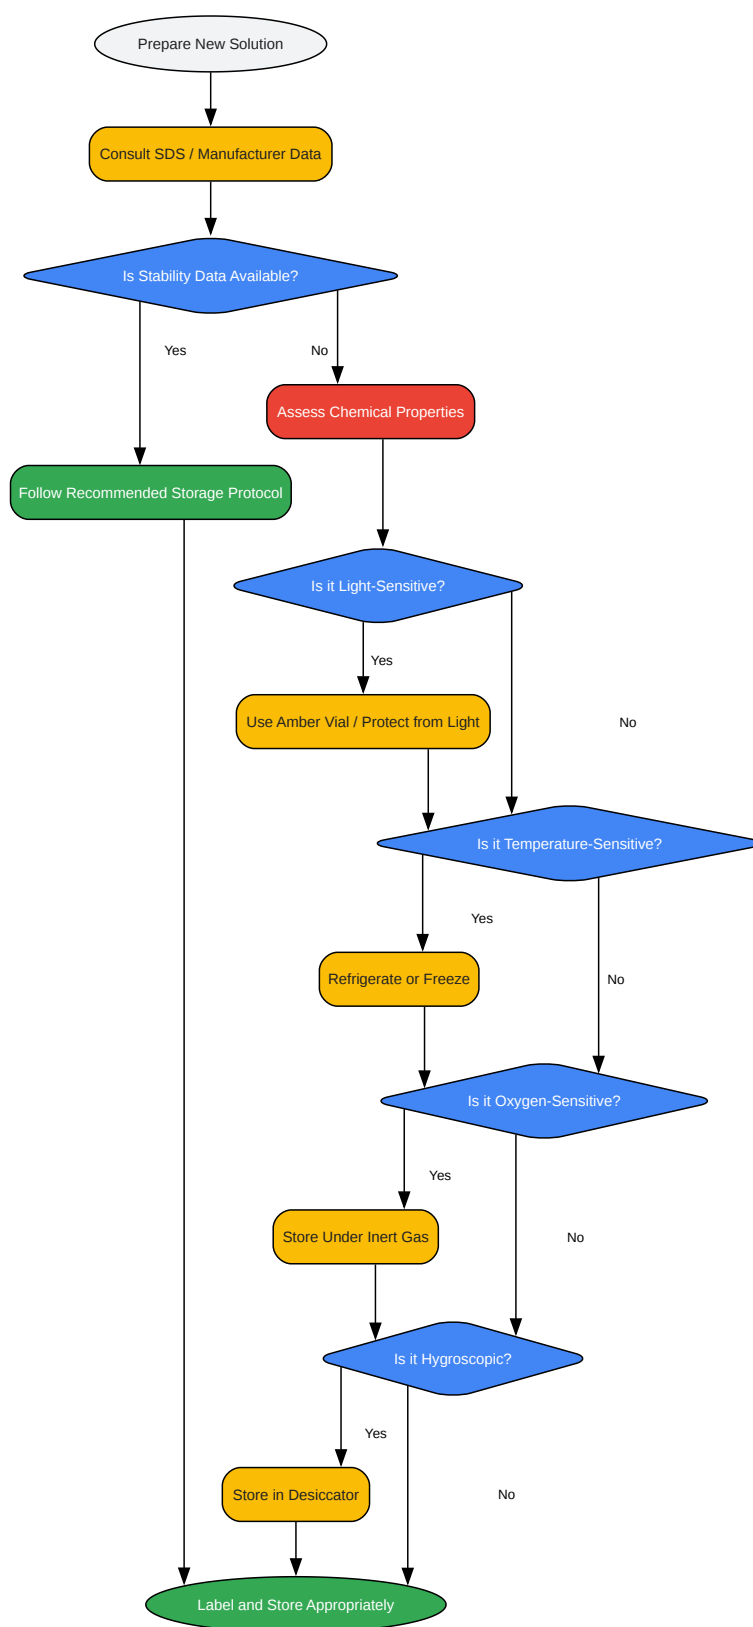 Prepare New Solution
Consult SDS / Manufacturer Data
Is Stability Data Available?
Yes
No
Assess Chemical Properties
Follow Recommended Storage Protocol
Is it Light-Sensitive?
Yes
Use Amber Vial / Protect from Light
No
Is it Temperature-Sensitive?
Yes
Refrigerate or Freeze
No
Is it Oxygen-Sensitive?
Yes
Store Under Inert Gas
No
Is it Hygroscopic?
Yes
Store in Desiccator
No
Label and Store Appropriately